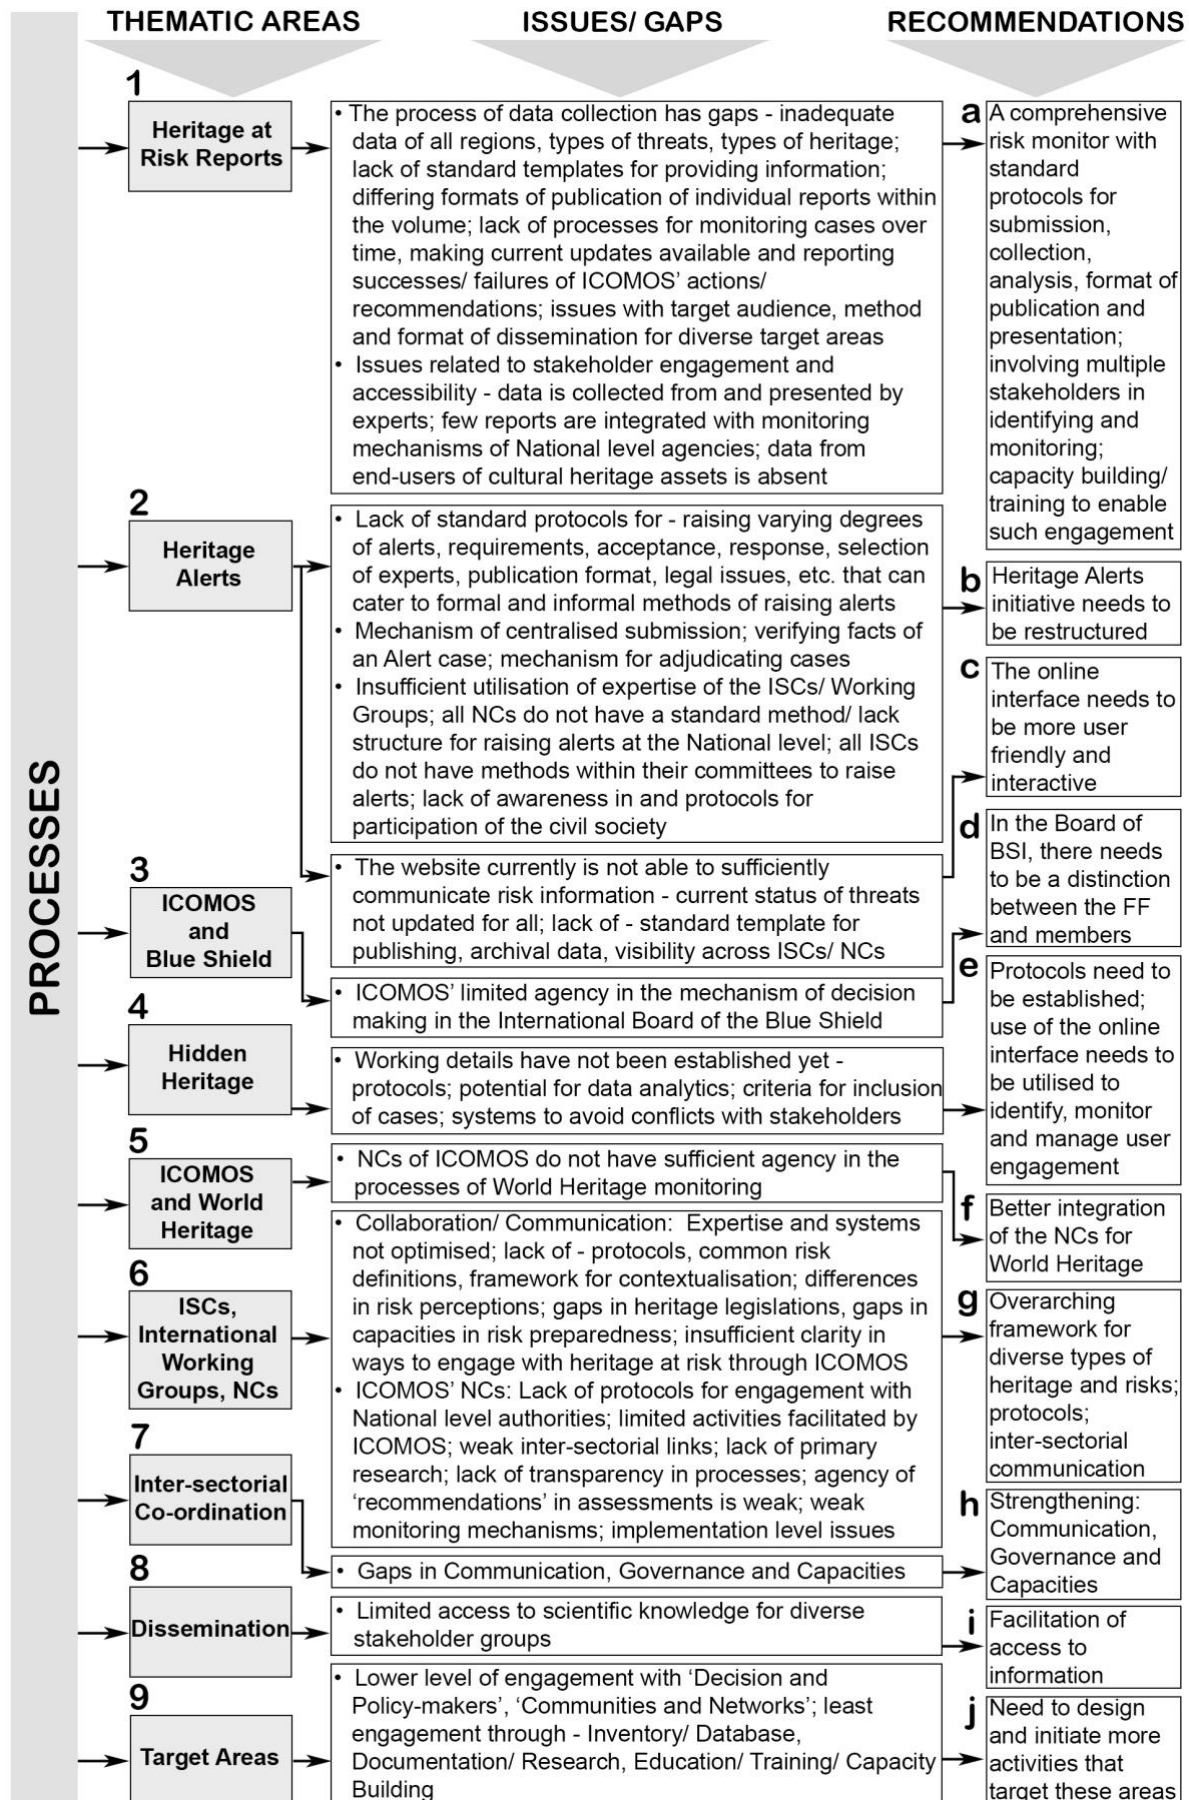 THEMATIC AREAS
ISSUES/ GAPS
RECOMMENDATIONS
PROCESSES
1
Heritage at
Risk Reports
• The process of data collection has gaps - inadequate
data of all regions, types of threats, types of heritage;
lack of standard templates for providing information;
differing formats of publication of individual reports within
the volume; lack of processes for monitoring cases over
time, making current updates available and reporting
successes/ failures of ICOMOS’ actions/
recommendations; issues with target audience, method
and format of dissemination for diverse target areas
• Issues related to stakeholder engagement and
accessibility - data is collected from and presented by
experts; few reports are integrated with monitoring
mechanisms of National level agencies; data from
end-users of cultural heritage assets is absent
a
A comprehensive
risk monitor with
standard
protocols for
submission,
collection,
analysis, format of
publication and
presentation;
involving multiple
stakeholders in
identifying and
monitoring;
capacity building/
training to enable
such engagement
2
Heritage
Alerts
• Lack of standard protocols for - raising varying degrees
of alerts, requirements, acceptance, response, selection
of experts, publication format, legal issues, etc. that can
cater to formal and informal methods of raising alerts
• Mechanism of centralised submission; verifying facts of
an Alert case; mechanism for adjudicating cases
• Insufficient utilisation of expertise of the ISCs/ Working
Groups; all NCs do not have a standard method/ lack
structure for raising alerts at the National level; all ISCs
do not have methods within their committees to raise
alerts; lack of awareness in and protocols for
participation of the civil society
b
Heritage Alerts
initiative needs to
be restructured
c
The online
interface needs to
be more user
friendly and
interactive
• The website currently is not able to sufficiently
communicate risk information - current status of threats
not updated for all; lack of - standard template for
publishing, archival data, visibility across ISCs/ NCs
3
ICOMOS
and
Blue Shield
• ICOMOS’ limited agency in the mechanism of decision
making in the International Board of the Blue Shield
d
In the Board of
BSI, there needs
to be a distinction
between the FF
and members
4
Hidden
Heritage
• Working details have not been established yet -
protocols; potential for data analytics; criteria for inclusion
of cases; systems to avoid conflicts with stakeholders
e
Protocols need to
be established;
use of the online
interface needs to
be utilised to
identify, monitor
and manage user
engagement
5
ICOMOS
and World
Heritage
• NCs of ICOMOS do not have sufficient agency in the
processes of World Heritage monitoring
f
Better integration
of the NCs for
World Heritage
6
ISCs,
International
Working
Groups, NCs
• Collaboration/ Communication: Expertise and systems
not optimised; lack of - protocols, common risk
definitions, framework for contextualisation; differences
in risk perceptions; gaps in heritage legislations, gaps in
capacities in risk preparedness; insufficient clarity in
ways to engage with heritage at risk through ICOMOS
• ICOMOS’ NCs: Lack of protocols for engagement with
National level authorities; limited activities facilitated by
ICOMOS; weak inter-sectorial links; lack of primary
research; lack of transparency in processes; agency of
‘recommendations’ in assessments is weak; weak
monitoring mechanisms; implementation level issues
g
Overarching
framework for
diverse types of
heritage and risks;
protocols;
inter-sectorial
communication
7
Inter-sectorial
Co-ordination
• Gaps in Communication, Governance and Capacities
h
Strengthening:
Communication,
Governance and
Capacities
8
Dissemination
• Limited access to scientific knowledge for diverse
stakeholder groups
i
Facilitation of
access to
information
9
Target Areas
• Lower level of engagement with ‘Decision and
Policy-makers’, ‘Communities and Networks’; least
engagement through - Inventory/ Database,
Documentation/ Research, Education/ Training/ Capacity
Building
j
Need to design
and initiate more
activities that
target these areas